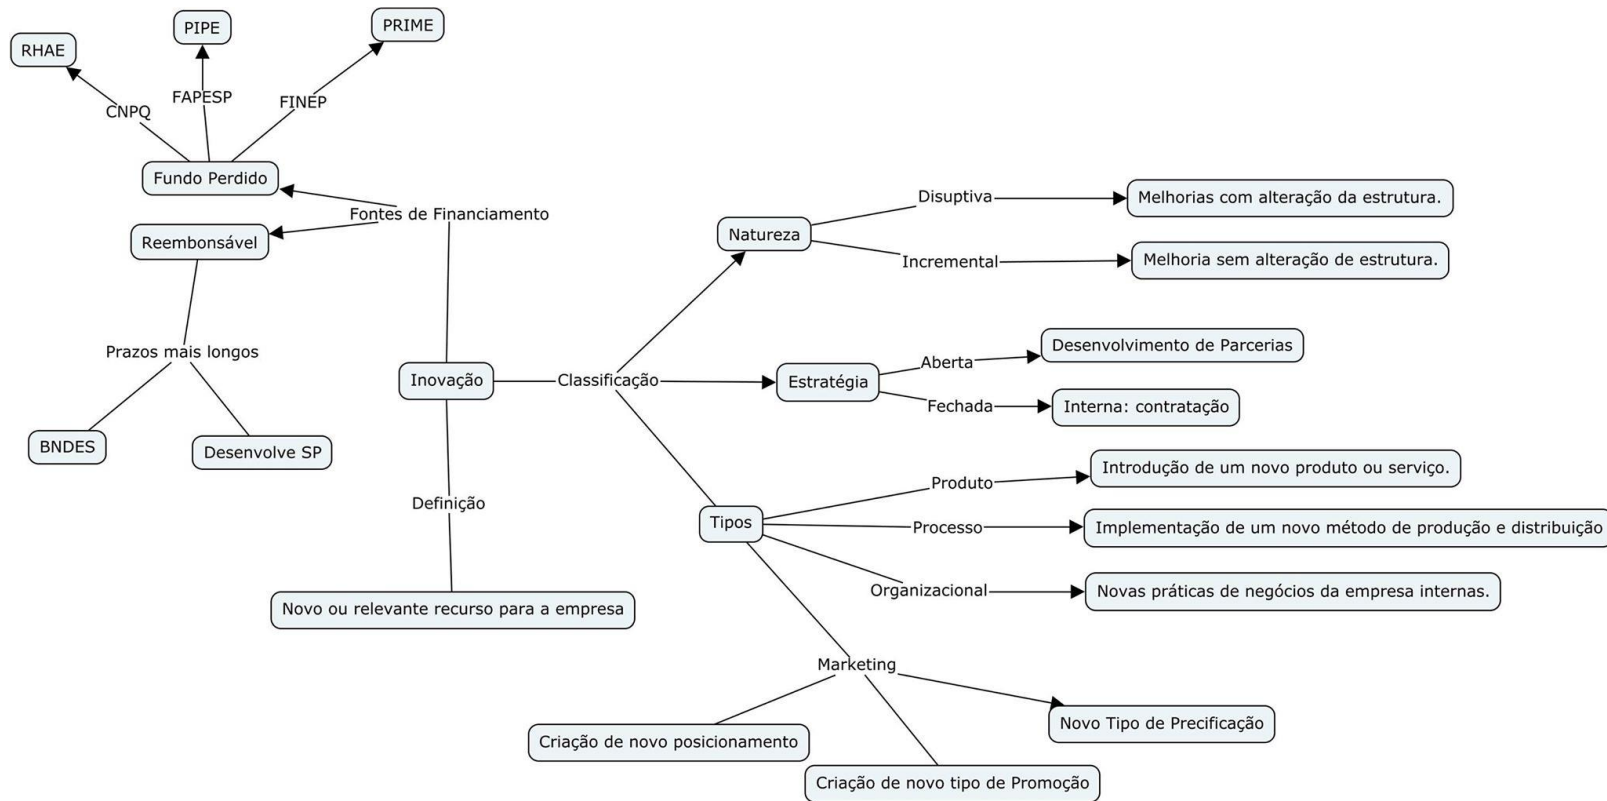 PRIME
PIPE
RHAE
FAPESP
FINEP
CNPQ
Fundo Perdido
Fontes de Financiamento
Reembonsável
Prazos mais longos
BNDES
Desenvolve SP
Inovação
Definição
Novo ou relevante recurso para a empresa
Classificação
Natureza
Disuptiva
Melhorias com alteração da estrutura.
Incremental
Melhoria sem alteração de estrutura.
Estratégia
Aberta
Desenvolvimento de Parcerias
Fechada
Interna: contratação
Tipos
Produto
Introdução de um novo produto ou serviço.
Processo
Implementação de um novo método de produção e distribuição
Organizacional
Novas práticas de negócios da empresa internas.
Marketing
Criação de novo posicionamento
Criação de novo tipo de Promoção
Novo Tipo de Precificação